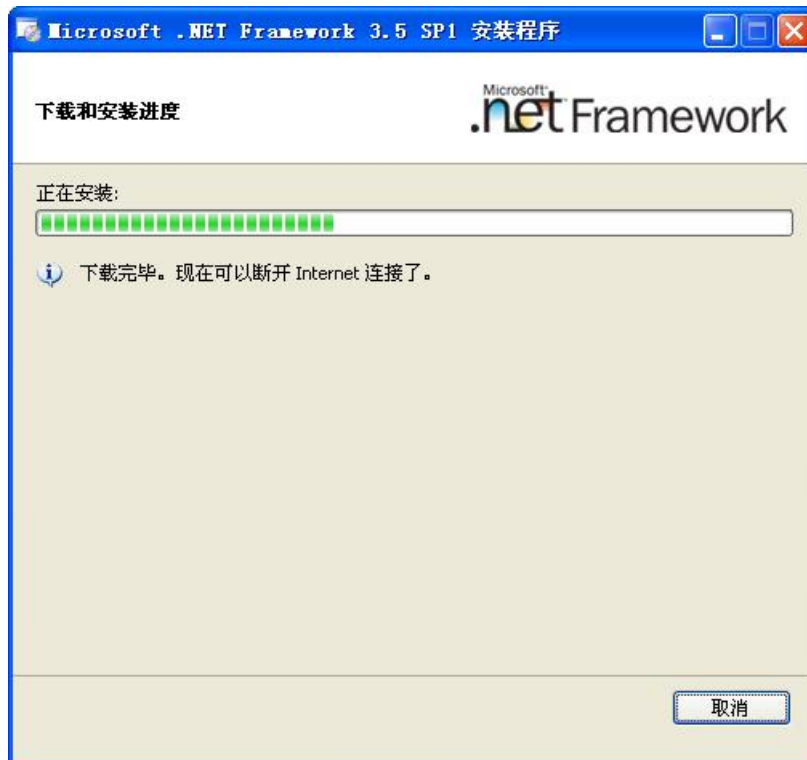 Microsoft .NET Framework 3.5 SP1 安装程序
下载和安装进度
Microsoft
.net Framework
正在安装:
下载完毕。现在可以断开 Internet 连接了。
取消